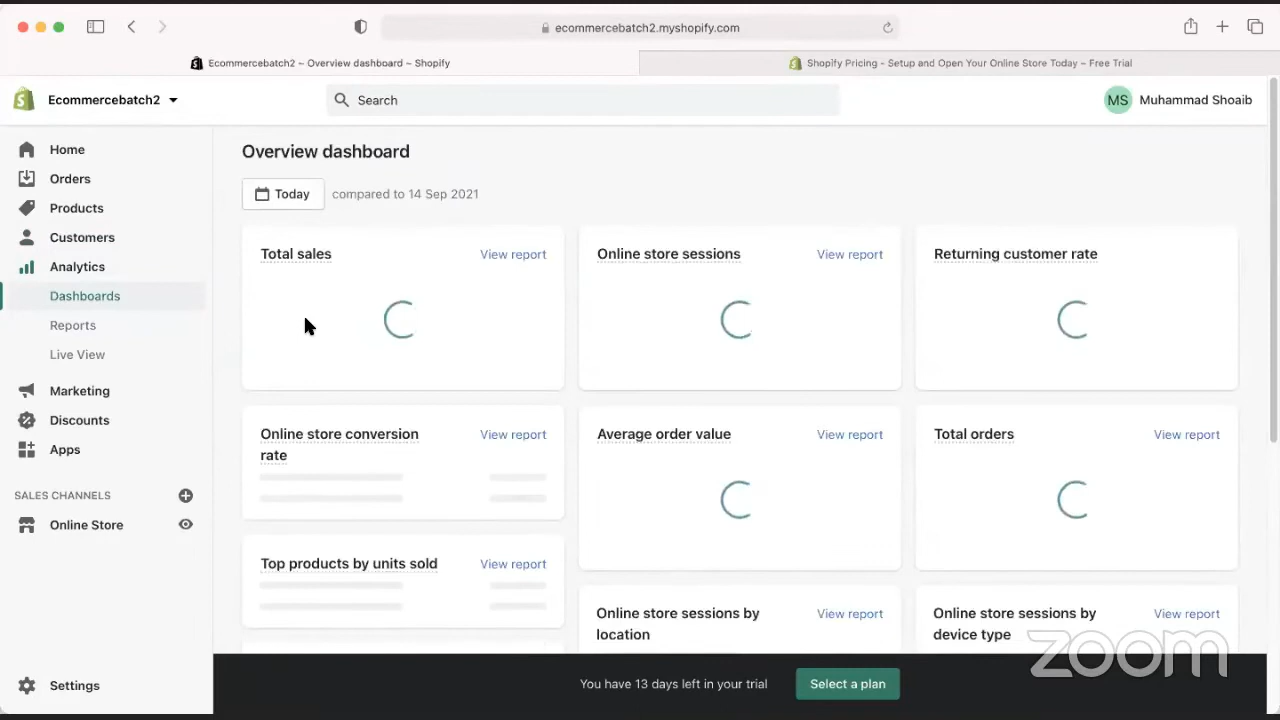 ecommercebatch2.myshopify.com
Ecommercebatch2 ~ Overview dashboard ~ Shopify
Shopify Pricing - Setup and Open Your Online Store Today – Free Trial
Ecommercebatch2
Search
MS Muhammad Shoaib
Home
Orders
Products
Customers
Analytics
Dashboards
Reports
Live View
Marketing
Discounts
Apps
SALES CHANNELS
Online Store
Settings
Overview dashboard
Today compared to 14 Sep 2021
Total sales View report
Online store sessions View report
Returning customer rate
Online store conversion View report
rate
Average order value View report
Total orders View report
Top products by units sold View report
Online store sessions by View report
location
Online store sessions by View report
device type
zoom
You have 13 days left in your trial Select a plan